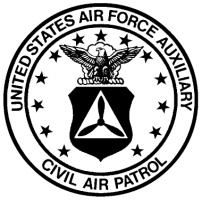 UNITED STATES AIR FORCE AUXILIARY
CIVIL AIR PATROL